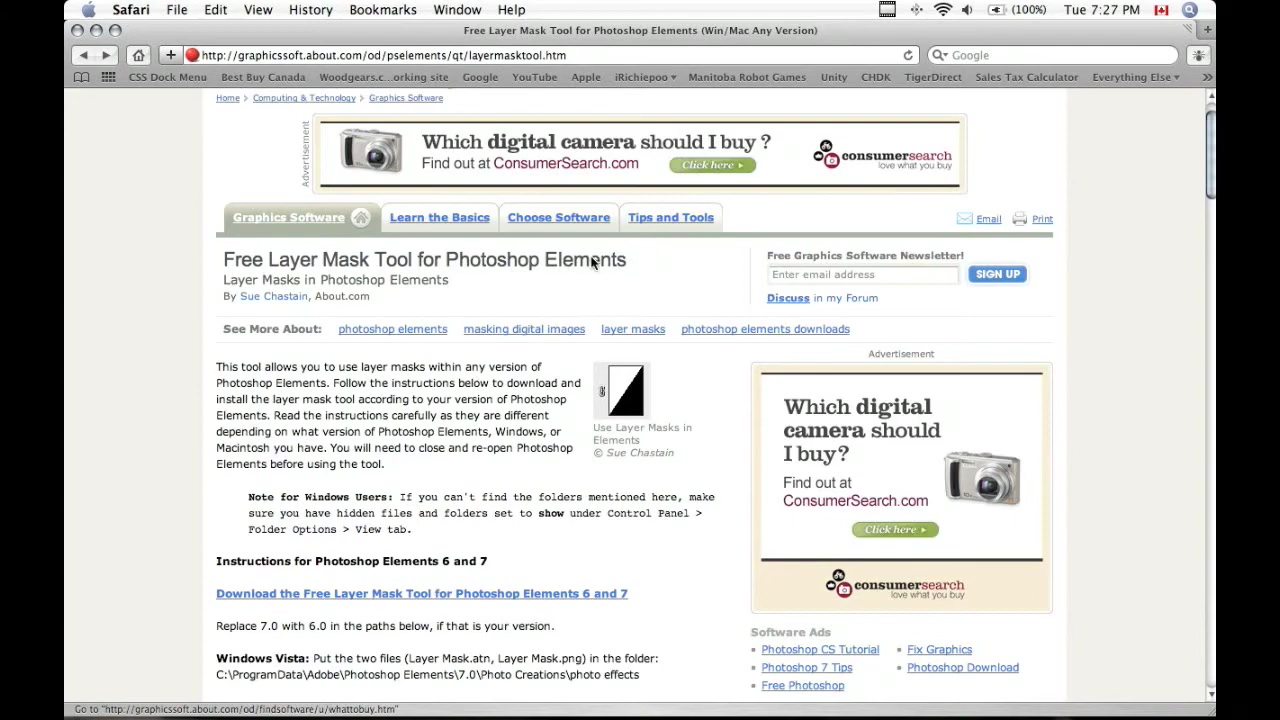 Safari File Edit View History Bookmarks Window Help (100%) Tue 7:27 PM
Free Layer Mask Tool for Photoshop Elements (Win/Mac Any Version)
http://graphicssoft.about.com/od/pselements/qt/layermasktool.htm
Google
CSS Dock Menu Best Buy Canada Woodgears.c...orking site Google YouTube Apple iRichiepoo Manitoba Robot Games Unity CHDK TigerDirect Sales Tax Calculator Everything Else
Home > Computing & Technology > Graphics Software
Advertisement
Which digital camera should I buy ?
Find out at ConsumerSearch.com Click here
consumersearch
love what you buy
Graphics Software Learn the Basics Choose Software Tips and Tools
Email Print
Free Layer Mask Tool for Photoshop Elements
Layer Masks in Photoshop Elements
By Sue Chastain, About.com
Free Graphics Software Newsletter!
Enter email address SIGN UP
Discuss in my Forum
See More About: photoshop elements masking digital images layer masks photoshop elements downloads
This tool allows you to use layer masks within any version of
Photoshop Elements. Follow the instructions below to download and
install the layer mask tool according to your version of Photoshop
Elements. Read the instructions carefully as they are different
depending on what version of Photoshop Elements, Windows, or
Macintosh you have. You will need to close and re-open Photoshop
Elements before using the tool.
Use Layer Masks in
Elements
© Sue Chastain
Note for Windows Users: If you can't find the folders mentioned here, make
sure you have hidden files and folders set to show under Control Panel >
Folder Options > View tab.
Instructions for Photoshop Elements 6 and 7
Download the Free Layer Mask Tool for Photoshop Elements 6 and 7
Replace 7.0 with 6.0 in the paths below, if that is your version.
Windows Vista: Put the two files (Layer Mask.atn, Layer Mask.png) in the folder:
C:\ProgramData\Adobe\Photoshop Elements\7.0\Photo Creations\photo effects
Advertisement
Which digital
camera should
I buy?
Find out at
ConsumerSearch.com
Click here
consumersearch
love what you buy
Software Ads
Photoshop CS Tutorial Fix Graphics
Photoshop 7 Tips Photoshop Download
Free Photoshop
Go to "http://graphicssoft.about.com/od/findsoftware/u/whattobuy.htm"